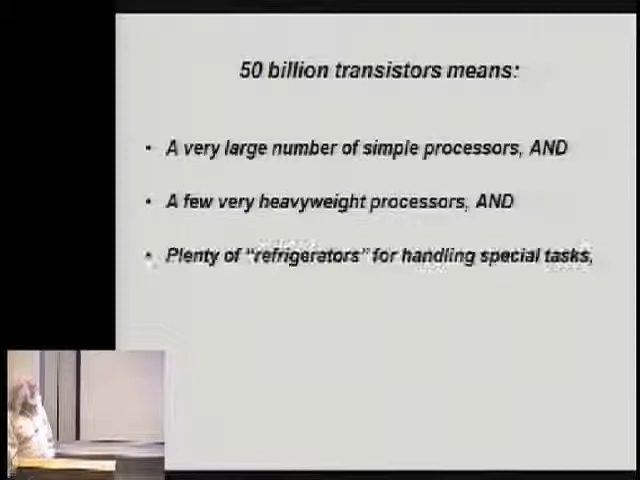 50 billion transistors means:
• A very large number of simple processors, AND
• A few very heavyweight processors, AND
• Plenty of "refrigerators" for handling special tasks,